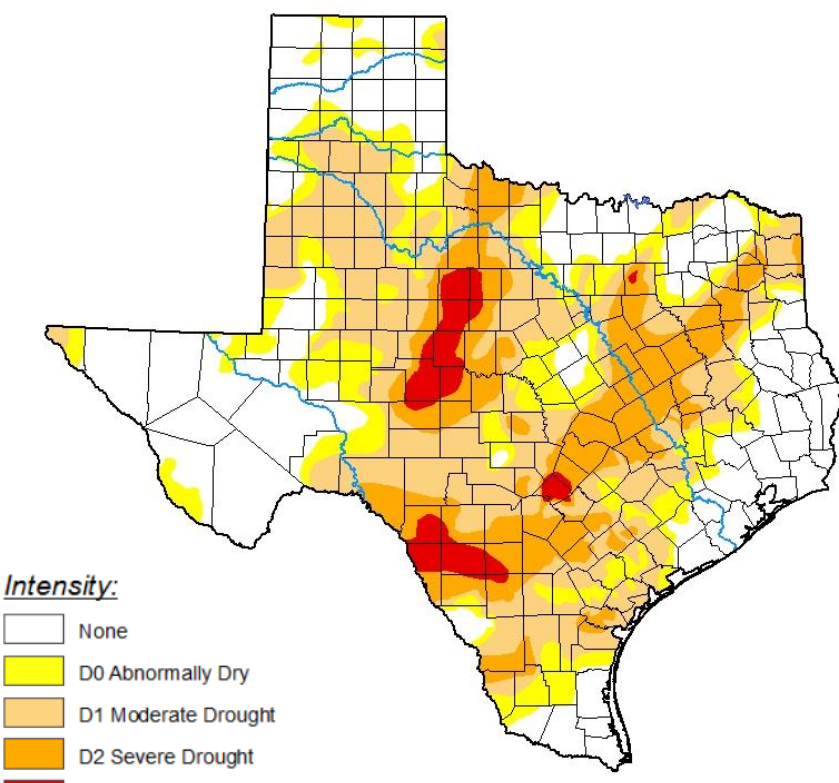 Intensity:
None
D0 Abnormally Dry
D1 Moderate Drought
D2 Severe Drought